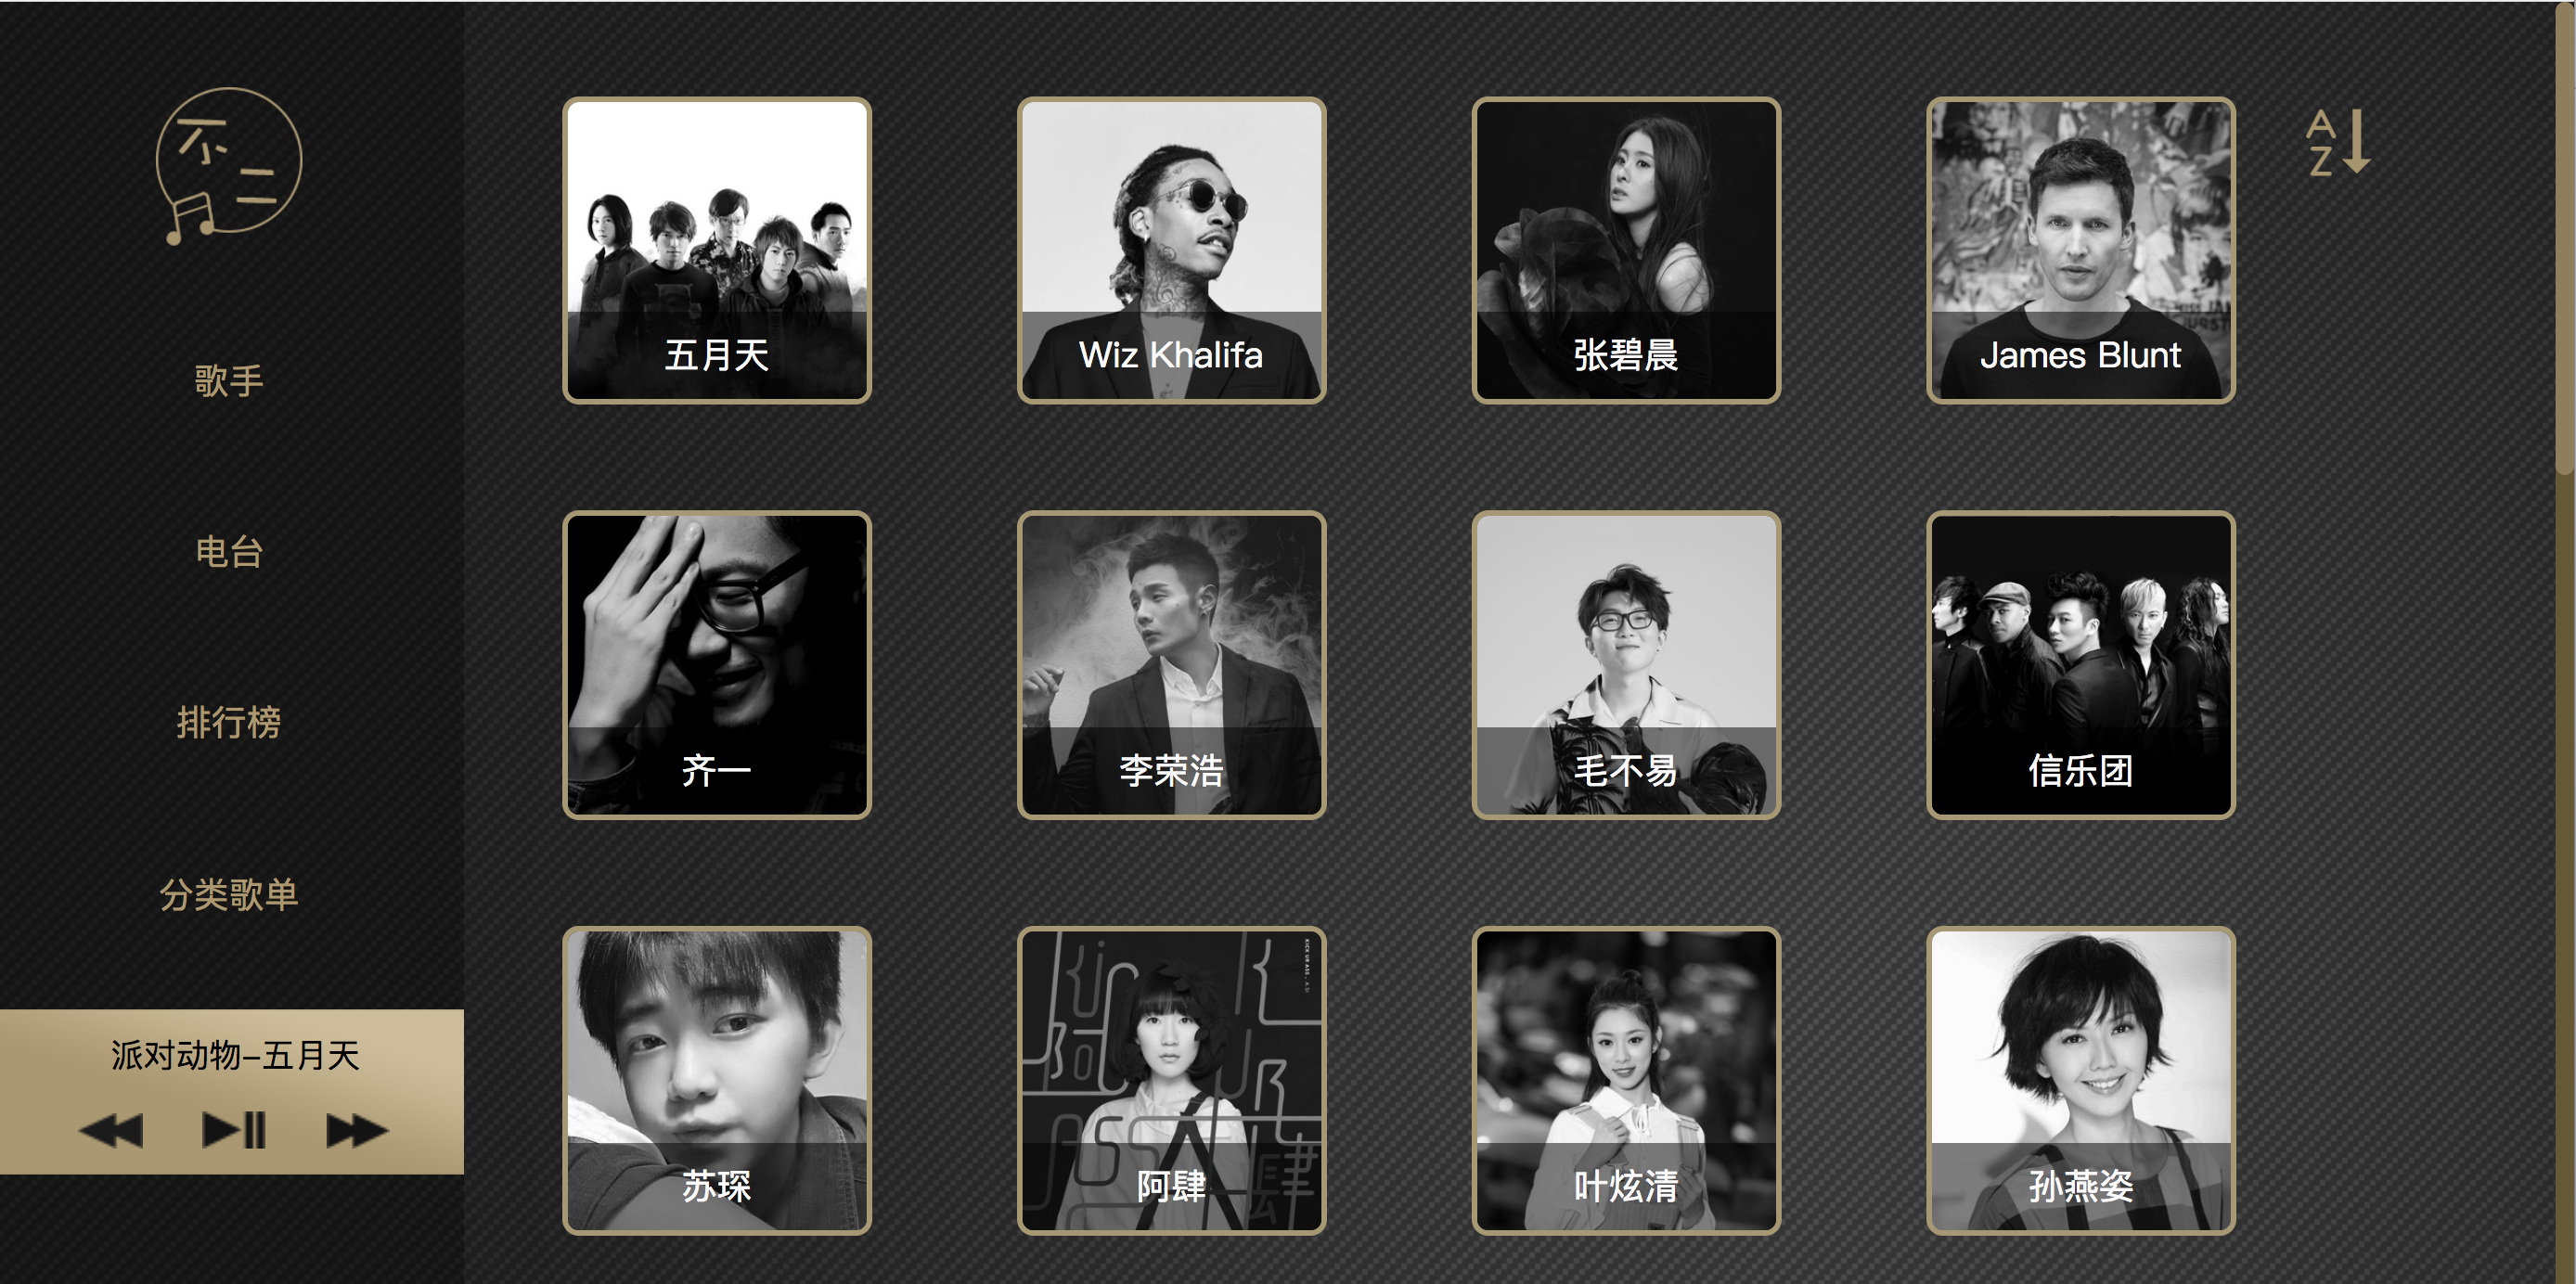 不二
歌手
电台
排行榜
分类歌单
派对动物-五月天
A
Z
五月天
Wiz Khalifa
张碧晨
James Blunt
齐一
李荣浩
毛不易
信乐团
苏琛
阿肆
叶炫清
孙燕姿